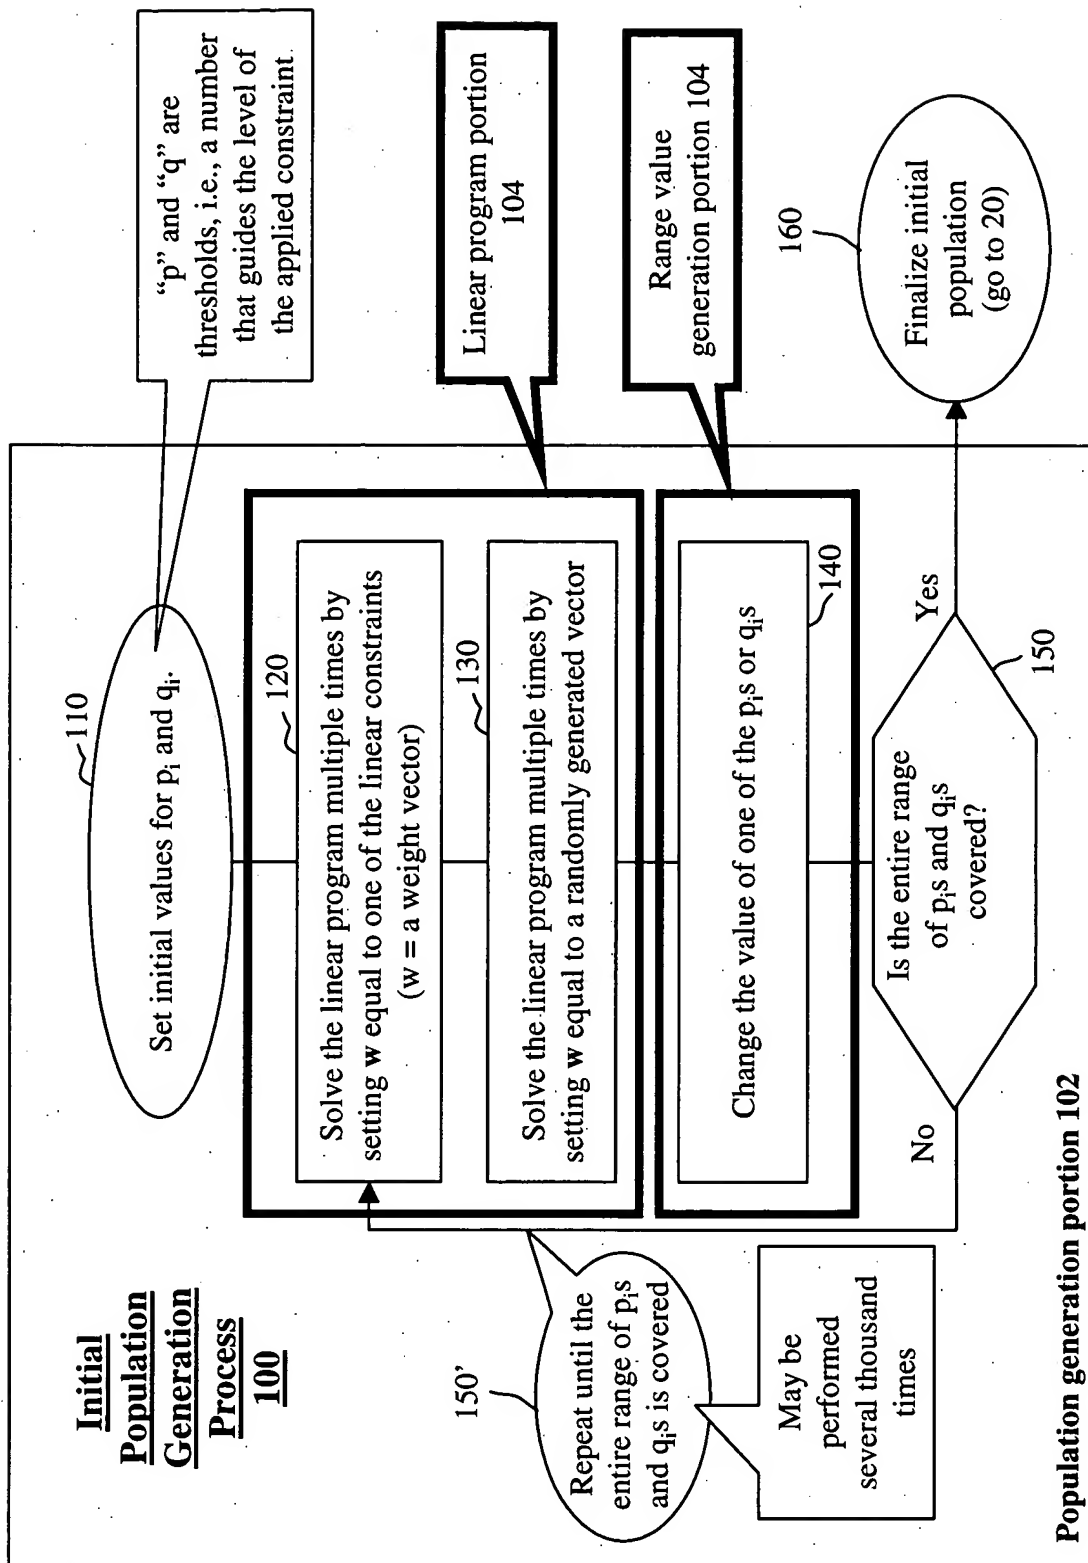 Initial
Population
Generation
Process
100
110
Set initial values for pi and qi.
"p" and "q" are
thresholds, i.e., a number
that guides the level of
the applied constraint.
120
Solve the linear program multiple times by
setting w equal to one of the linear constraints
(w = a weight vector)
130
Solve the linear program multiple times by
setting w equal to a randomly generated vector
Linear program portion
104
Change the value of one of the pis or qis
140
Range value
generation portion 104
Is the entire range
of pis and qis
covered?
150
Yes
No
160
Finalize initial
population
(go to 20)
150'
Repeat until the
entire range of pis
and qis is covered
May be
performed
several thousand
times
Population generation portion 102